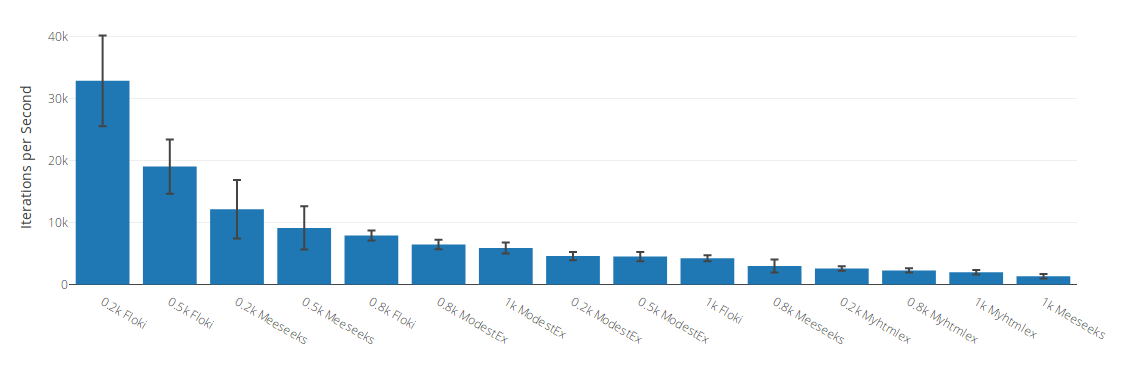 Iterations per Second
40k
30k
20k
10k
0
0.2k Floki
0.5k Floki
0.2k Meeseeks
0.5k Meeseeks
0.8k Floki
0.8k ModestEx
1k ModestEx
0.2k ModestEx
0.5k ModestEx
1k Floki
0.8k Meeseeks
0.2k Myhtmlex
0.8k Myhtmlex
1k Myhtmlex
1k Meeseeks